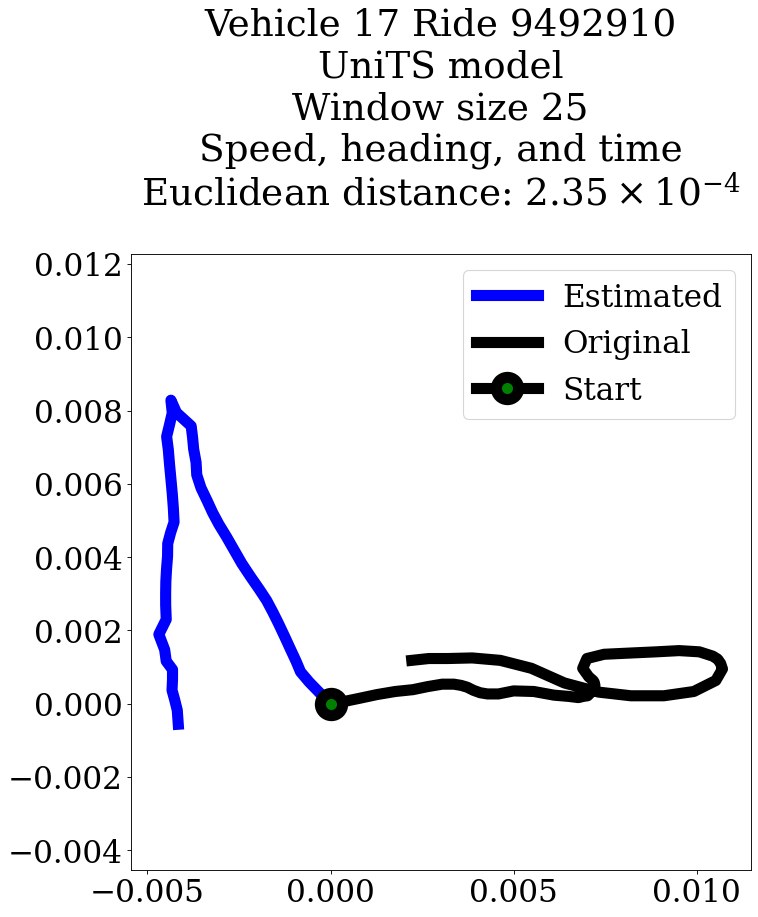 Vehicle 17 Ride 9492910
UniTS model
Window size 25
Speed, heading, and time
Euclidean distance: 2.35 × 10⁻⁴
0.012
0.010
0.008
0.006
0.004
0.002
0.000
−0.002
−0.004
Estimated
Original
Start
−0.005
0.000
0.005
0.010